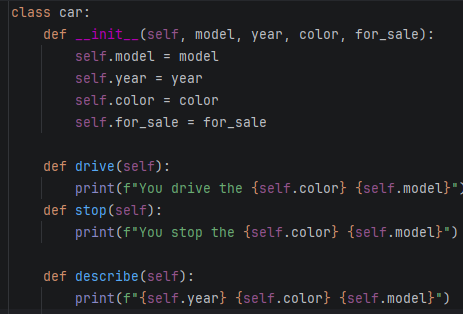 class car:
    def __init__(self, model, year, color, for_sale):
        self.model = model
        self.year = year
        self.color = color
        self.for_sale = for_sale

    def drive(self):
        print(f"You drive the {self.color} {self.model}")
    def stop(self):
        print(f"You stop the {self.color} {self.model}")

    def describe(self):
        print(f"{self.year} {self.color} {self.model}")